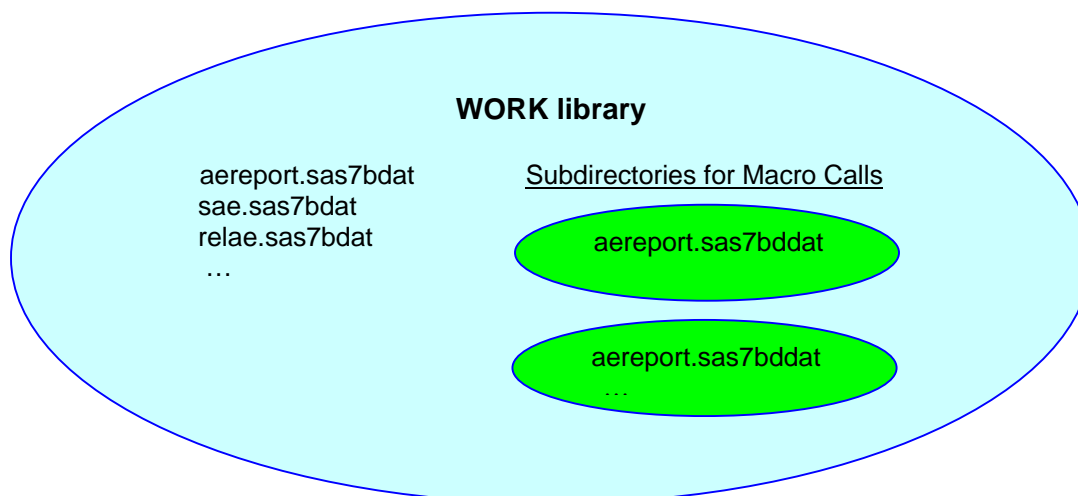 WORK library
aereport.sas7bdat
sae.sas7bdat
relae.sas7bdat
…
Subdirectories for Macro Calls
aereport.sas7bddat
aereport.sas7bddat
…